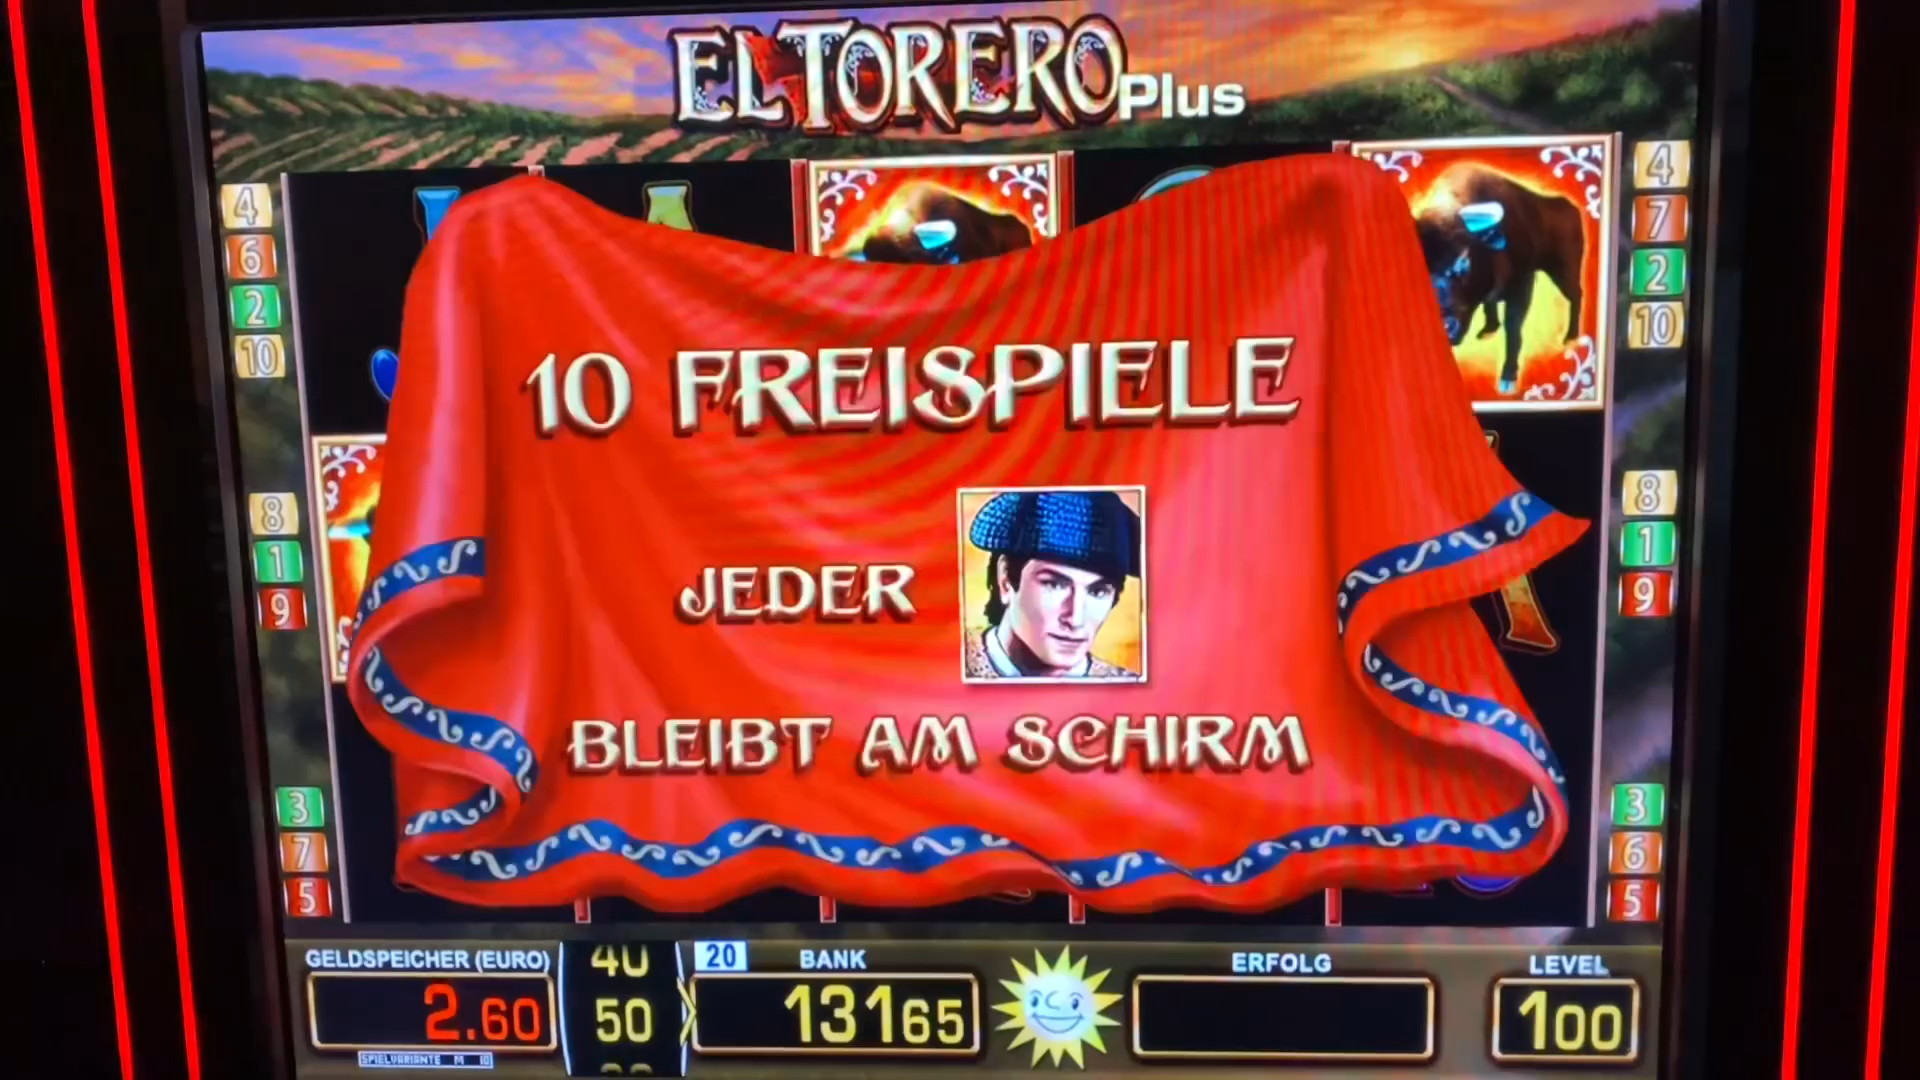 EL TORERO Plus
4
6
2
10
8
1
9
3
7
5
4
7
2
10
8
1
9
3
6
5
10 FREISPIELE
JEDER
BLEIBT AM SCHIRM
GELDSPEICHER (EURO)
2.60
SPIELVARIANTE M 10
40
50
20
BANK
13165
ERFOLG
LEVEL
100